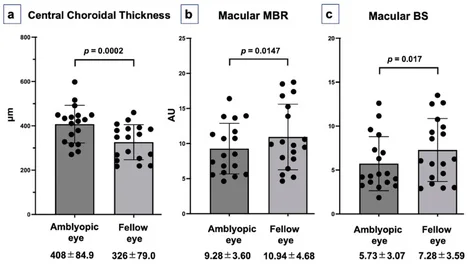 a Central Choroidal Thickness
b Macular MBR
c Macular BS
p = 0.0002
p = 0.0147
p = 0.017
µm
800
600
400
200
0
AU
25
20
15
10
5
0
20
15
10
5
0
Amblyopic eye
Fellow eye
Amblyopic eye
Fellow eye
Amblyopic eye
Fellow eye
408±84.9
326±79.0
9.28±3.60
10.94±4.68
5.73±3.07
7.28±3.59